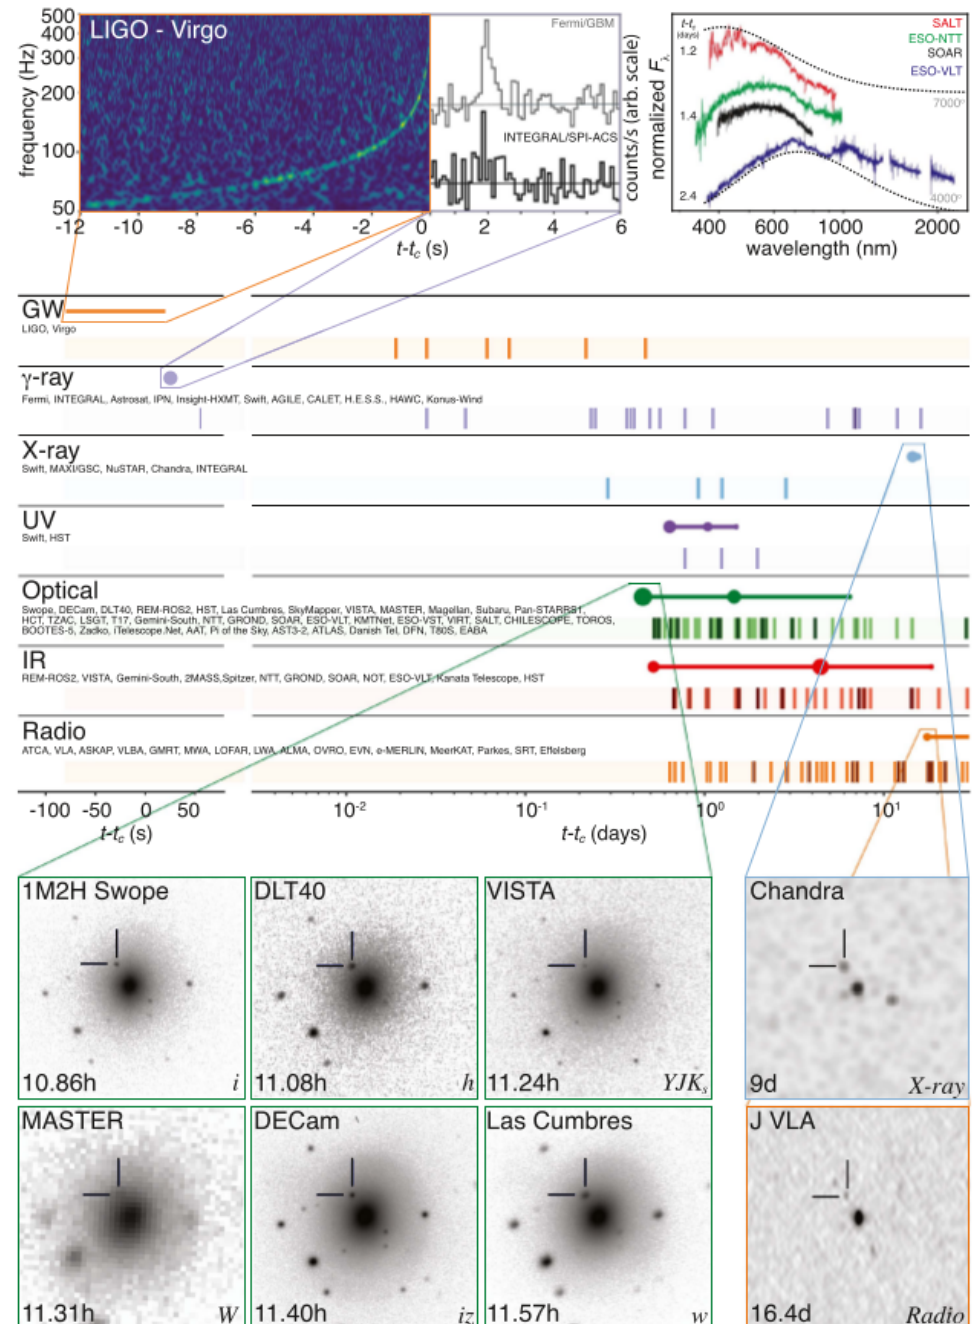 LIGO - Virgo
frequency (Hz)
500
400
300
200
100
50
-12 -10 -8 -6 -4 -2 0 2 4 6
t-tc (s)
Fermi/GBM
INTEGRAL/SPI-ACS
counts/s (arb. scale)
normalized Fλ
t-tc
(days)
1.2
1.4
2.4
SALT
ESO-NTT
SOAR
ESO-VLT
7000°
4000°
400 600 1000 2000
wavelength (nm)
GW
LIGO, Virgo
γ-ray
Fermi, INTEGRAL, Astrosat, IPN, Insight-HXMT, Swift, AGILE, CALET, H.E.S.S., HAWC, Konus-Wind
X-ray
Swift, MAXI/GSC, NuSTAR, Chandra, INTEGRAL
UV
Swift, HST
Optical
Swope, DECam, DLT40, REM-ROS2, HST, Las Cumbres, SkyMapper, VISTA, MASTER, Magellan, Subaru, Pan-STARRS1,
HCT, TZAC, LSGT, T17, Gemini-South, NTT, GROND, SOAR, ESO-VLT, KMTNet, ESO-VST, VIRT, SALT, CHILESCOPE, TOROS,
BOOTES-5, Zadko, iTelescope.Net, AAT, Pi of the Sky, AST3-2, ATLAS, Danish Tel, DFN, T80S, EABA
IR
REM-ROS2, VISTA, Gemini-South, 2MASS,Spitzer, NTT, GROND, SOAR, NOT, ESO-VLT, Kanata Telescope, HST
Radio
ATCA, VLA, ASKAP, VLBA, GMRT, MWA, LOFAR, LWA, ALMA, OVRO, EVN, e-MERLIN, MeerKAT, Parkes, SRT, Effelsberg
-100 -50 0 50 10-2 10-1 100 101
t-tc (s) t-tc (days)
1M2H Swope
10.86h i
DLT40
11.08h h
VISTA
11.24h YJKs
Chandra
9d X-ray
MASTER
11.31h W
DECam
11.40h iz
Las Cumbres
11.57h w
J VLA
16.4d Radio